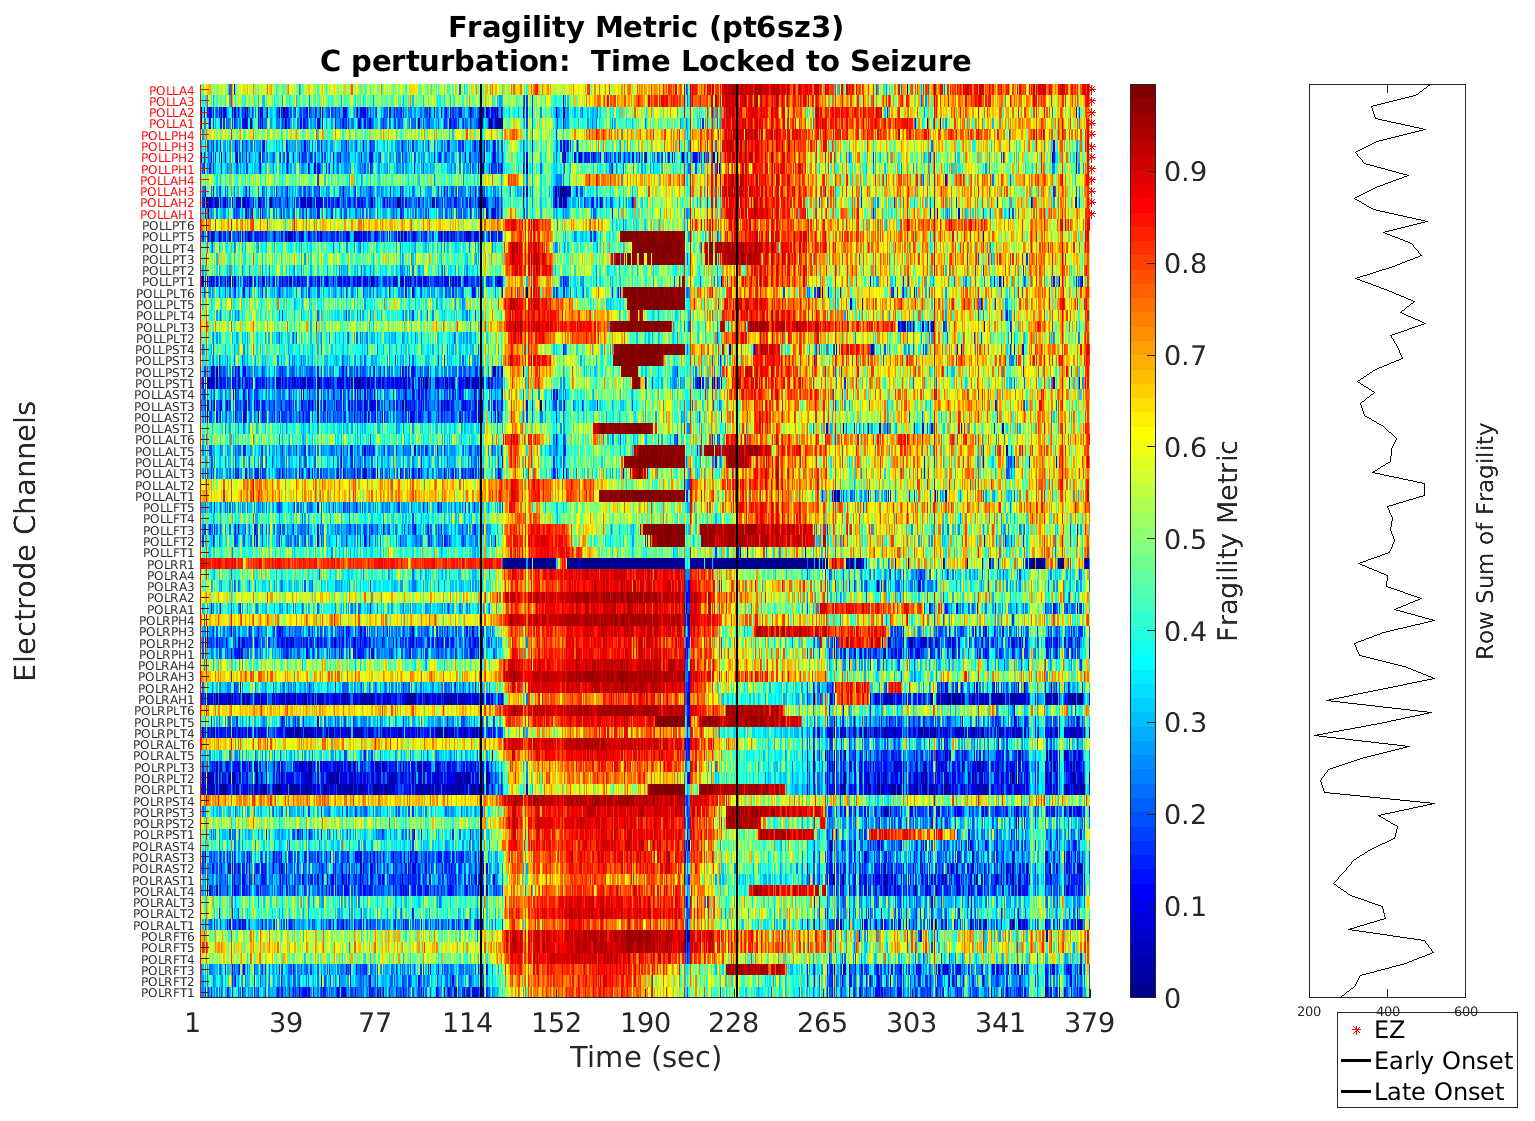 Fragility Metric (pt6sz3)
C perturbation:  Time Locked to Seizure
Electrode Channels
POLLA4
POLLA3
POLLA2
POLLA1
POLLPH4
POLLPH3
POLLPH2
POLLPH1
POLLAH4
POLLAH3
POLLAH2
POLLAH1
POLLPT6
POLLPT5
POLLPT4
POLLPT3
POLLPT2
POLLPT1
POLLPLT6
POLLPLT5
POLLPLT4
POLLPLT3
POLLPLT2
POLLPST4
POLLPST3
POLLPST2
POLLPST1
POLLAST4
POLLAST3
POLLAST2
POLLAST1
POLLALT6
POLLALT5
POLLALT4
POLLALT3
POLLALT2
POLLALT1
POLLFT5
POLLFT4
POLLFT3
POLLFT2
POLLFT1
POLRR1
POLRA4
POLRA3
POLRA2
POLRA1
POLRPH4
POLRPH3
POLRPH2
POLRPH1
POLRAH4
POLRAH3
POLRAH2
POLRAH1
POLRPLT6
POLRPLT5
POLRPLT4
POLRALT6
POLRALT5
POLRPLT3
POLRPLT2
POLRPLT1
POLRPST4
POLRPST3
POLRPST2
POLRPST1
POLRAST4
POLRAST3
POLRAST2
POLRAST1
POLRALT4
POLRALT3
POLRALT2
POLRALT1
POLRFT6
POLRFT5
POLRFT4
POLRFT3
POLRFT2
POLRFT1
1 39 77 114 152 190 228 265 303 341 379
Time (sec)
0.9
0.8
0.7
0.6
0.5
0.4
0.3
0.2
0.1
0
Fragility Metric
200 400 600
Row Sum of Fragility
EZ
Early Onset
Late Onset